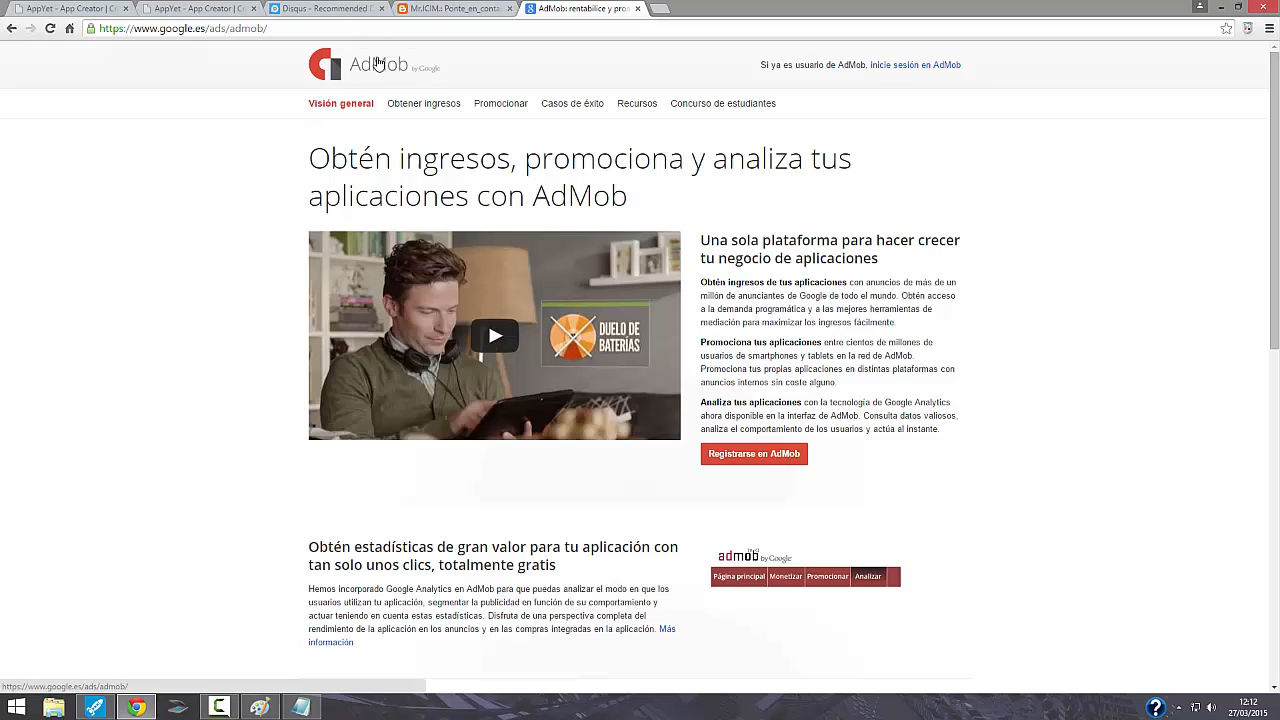 AppYet - App Creator | Cr
AppYet - App Creator | Cr
Disqus - Recommended D
MrJCIM.: Ponte_en_contac
AdMob: rentabilice y pron
https://www.google.es/ads/admob/
AdMob by Google
Si ya es usuario de AdMob, inicie sesión en AdMob
Visión general
Obtener ingresos
Promocionar
Casos de éxito
Recursos
Concurso de estudiantes
Obtén ingresos, promociona y analiza tus
aplicaciones con AdMob
DUELO DE
BATERÍAS
Una sola plataforma para hacer crecer
tu negocio de aplicaciones
Obtén ingresos de tus aplicaciones con anuncios de más de un
millón de anunciantes de Google de todo el mundo. Obtén acceso
a la demanda programática y a las mejores herramientas de
mediación para maximizar los ingresos fácilmente.
Promociona tus aplicaciones entre cientos de millones de
usuarios de smartphones y tablets en la red de AdMob.
Promociona tus propias aplicaciones en distintas plataformas con
anuncios internos sin coste alguno.
Analiza tus aplicaciones con la tecnología de Google Analytics
ahora disponible en la interfaz de AdMob. Consulta datos valiosos,
analiza el comportamiento de los usuarios y actúa al instante.
Registrarse en AdMob
Obtén estadísticas de gran valor para tu aplicación con
tan solo unos clics, totalmente gratis
Hemos incorporado Google Analytics en AdMob para que puedas analizar el modo en que los
usuarios utilizan tu aplicación, segmentar la publicidad en función de su comportamiento y
actuar teniendo en cuenta estas estadísticas. Disfruta de una perspectiva completa del
rendimiento de la aplicación en los anuncios y en las compras integradas en la aplicación. Más
información
admob by Google
Página principal
Monetizar
Promocionar
Analizar
https://www.google.es/ads/admob/
12:12
27/03/2015